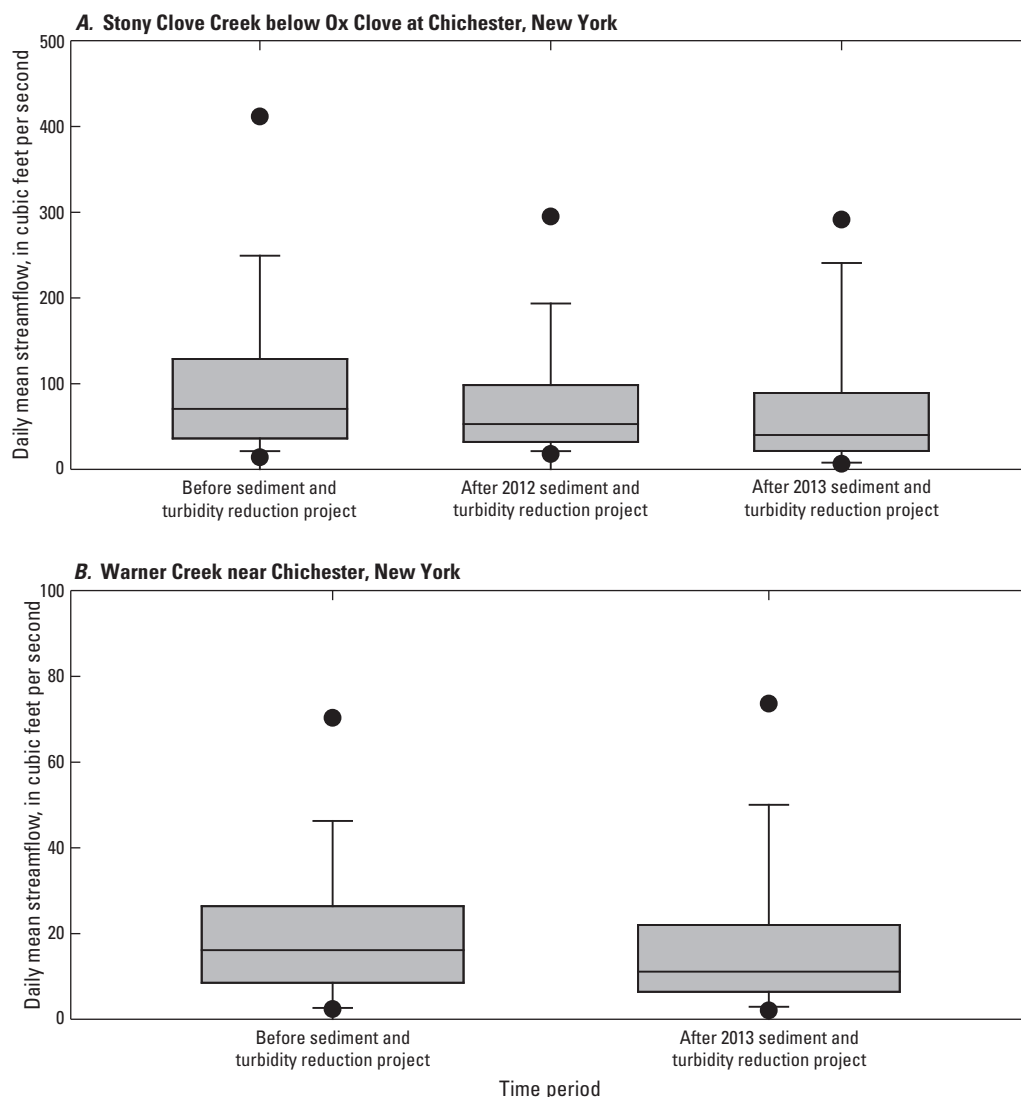 A. Stony Clove Creek below Ox Clove at Chichester, New York
Daily mean streamflow, in cubic feet per second
500
400
300
200
100
0
Before sediment and
turbidity reduction project
After 2012 sediment and
turbidity reduction project
After 2013 sediment and
turbidity reduction project
B. Warner Creek near Chichester, New York
Daily mean streamflow, in cubic feet per second
100
80
60
40
20
0
Before sediment and
turbidity reduction project
After 2013 sediment and
turbidity reduction project
Time period